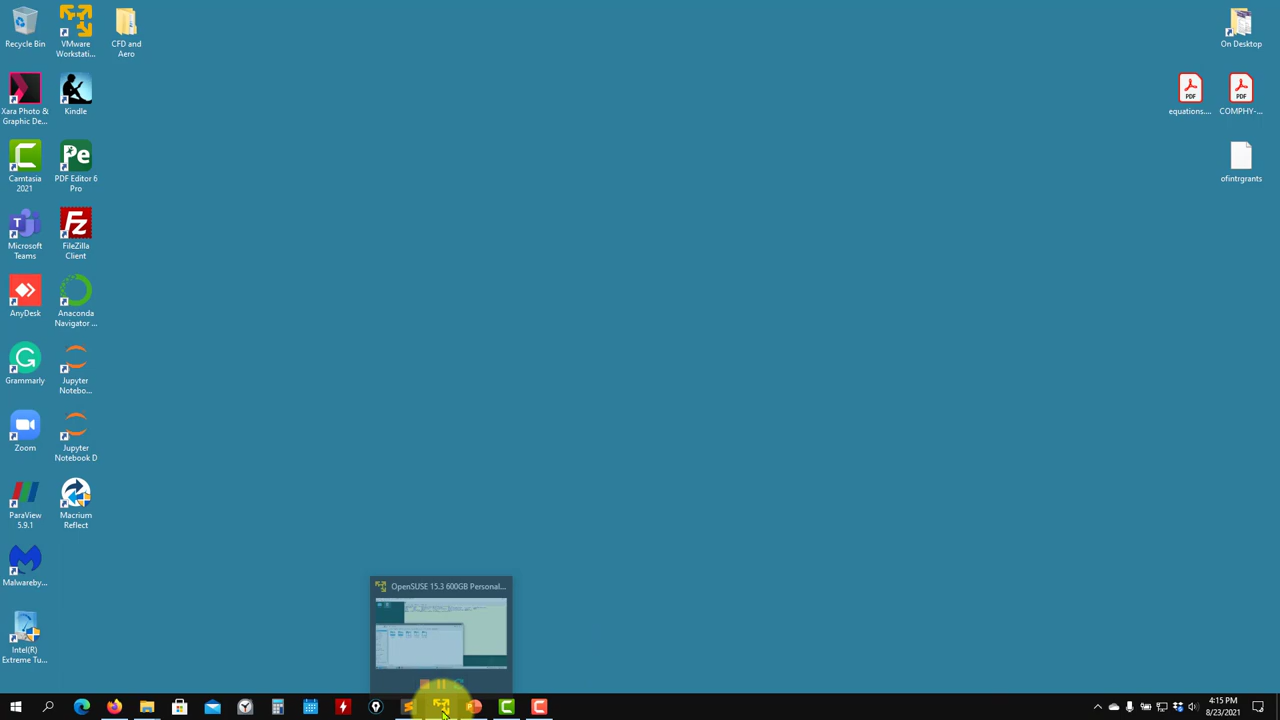 Recycle Bin
VMware
Workstati...
CFD and
Aero
On Desktop
Xara Photo &
Graphic De...
Kindle
PDF
equations....
PDF
COMPHY-...
Camtasia
2021
Pe
PDF Editor 6
Pro
ofintrgrants
Microsoft
Teams
FileZilla
Client
AnyDesk
Anaconda
Navigator ...
Grammarly
Jupyter
Notebo...
Zoom
Jupyter
Notebook D
ParaView
5.9.1
Macrium
Reflect
Malwareby...
OpenSUSE 15.3 600GB Personal...
Intel(R)
Extreme Tu...
4:15 PM
8/23/2021